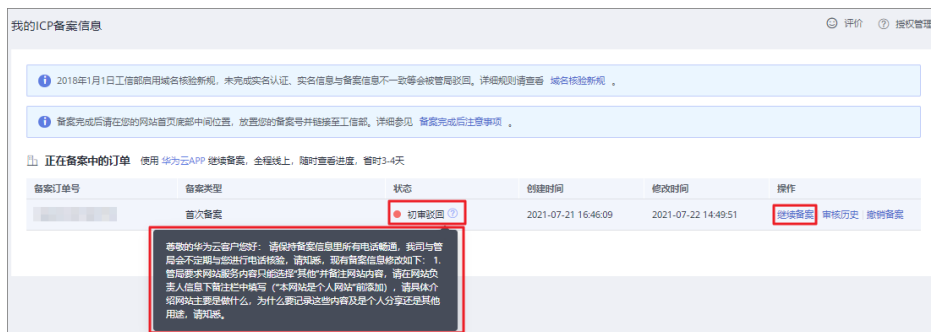 我的ICP备案信息
评价
授权管理
2018年1月1日工信部启用域名核验新规，未完成实名认证、实名信息与备案信息不一致等会被管局驳回。详细规则请查看 域名核验新规 。
备案完成后请在您的网站首页底部中间位置，放置您的备案号并链接至工信部。详细参见 备案完成后注意事项 。
正在备案中的订单 使用 华为云APP 继续备案，全程线上，随时查看进度，省时3-4天
备案订单号 备案类型 状态 创建时间 修改时间 操作
首次备案 初审驳回 2021-07-21 16:46:09 2021-07-22 14:49:51 继续备案 审核历史 撤销备案
尊敬的华为云客户您好： 请保持备案信息里所有电话畅通，我司与管
局会不定期与您进行电话核验，请知悉，现有备案信息修改如下： 1.
管局要求网站服务内容只能选择"其他"并备注网站内容，请在网站负
责人信息下备注栏中填写（"本网站是个人网站"前添加），请具体介
绍网站主要是做什么，为什么要记录这些内容及是个人分享还是其他
用途，请知悉。